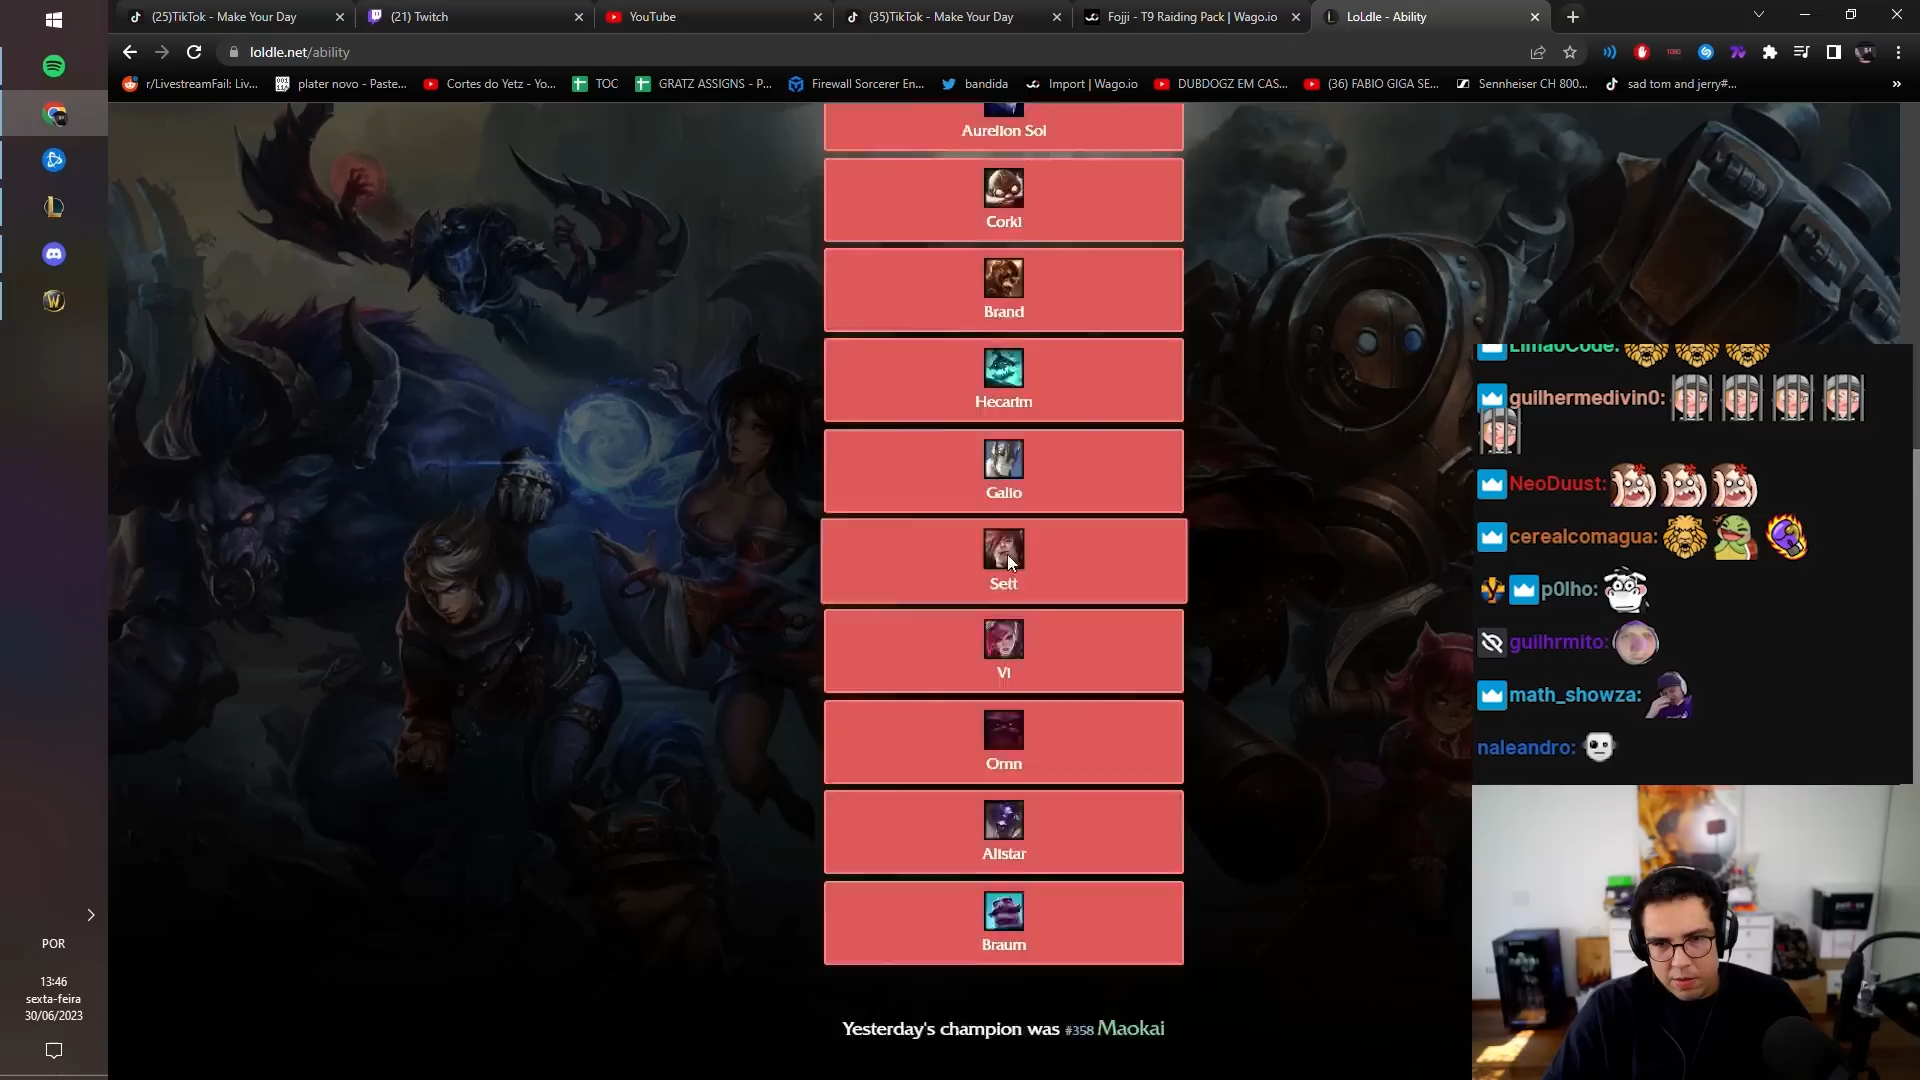 (25)TikTok - Make Your Day
(21) Twitch
YouTube
(35)TikTok - Make Your Day
Fojji - T9 Raiding Pack | Wago.io
LoLdle - Ability
loldle.net/ability
r/LivestreamFail: Liv...
plater novo - Paste...
Cortes do Yetz - Yo...
TOC
GRATZ ASSIGNS - P...
Firewall Sorcerer En...
bandida
Import | Wago.io
DUBDOGZ EM CAS...
(36) FABIO GIGA SE...
Sennheiser CH 800...
sad tom and jerry#...
»
Aurelion Sol
Corki
Brand
Hecarim
Galio
Sett
Vi
Ornn
Alistar
Braum
Yesterday's champion was #358 Maokai
LimaoCode:
guilhermedivin0:
NeoDuust:
cerealcomagua:
p0lho:
guilhrmito:
math_showza:
naleandro:
POR
13:46
sexta-feira
30/06/2023